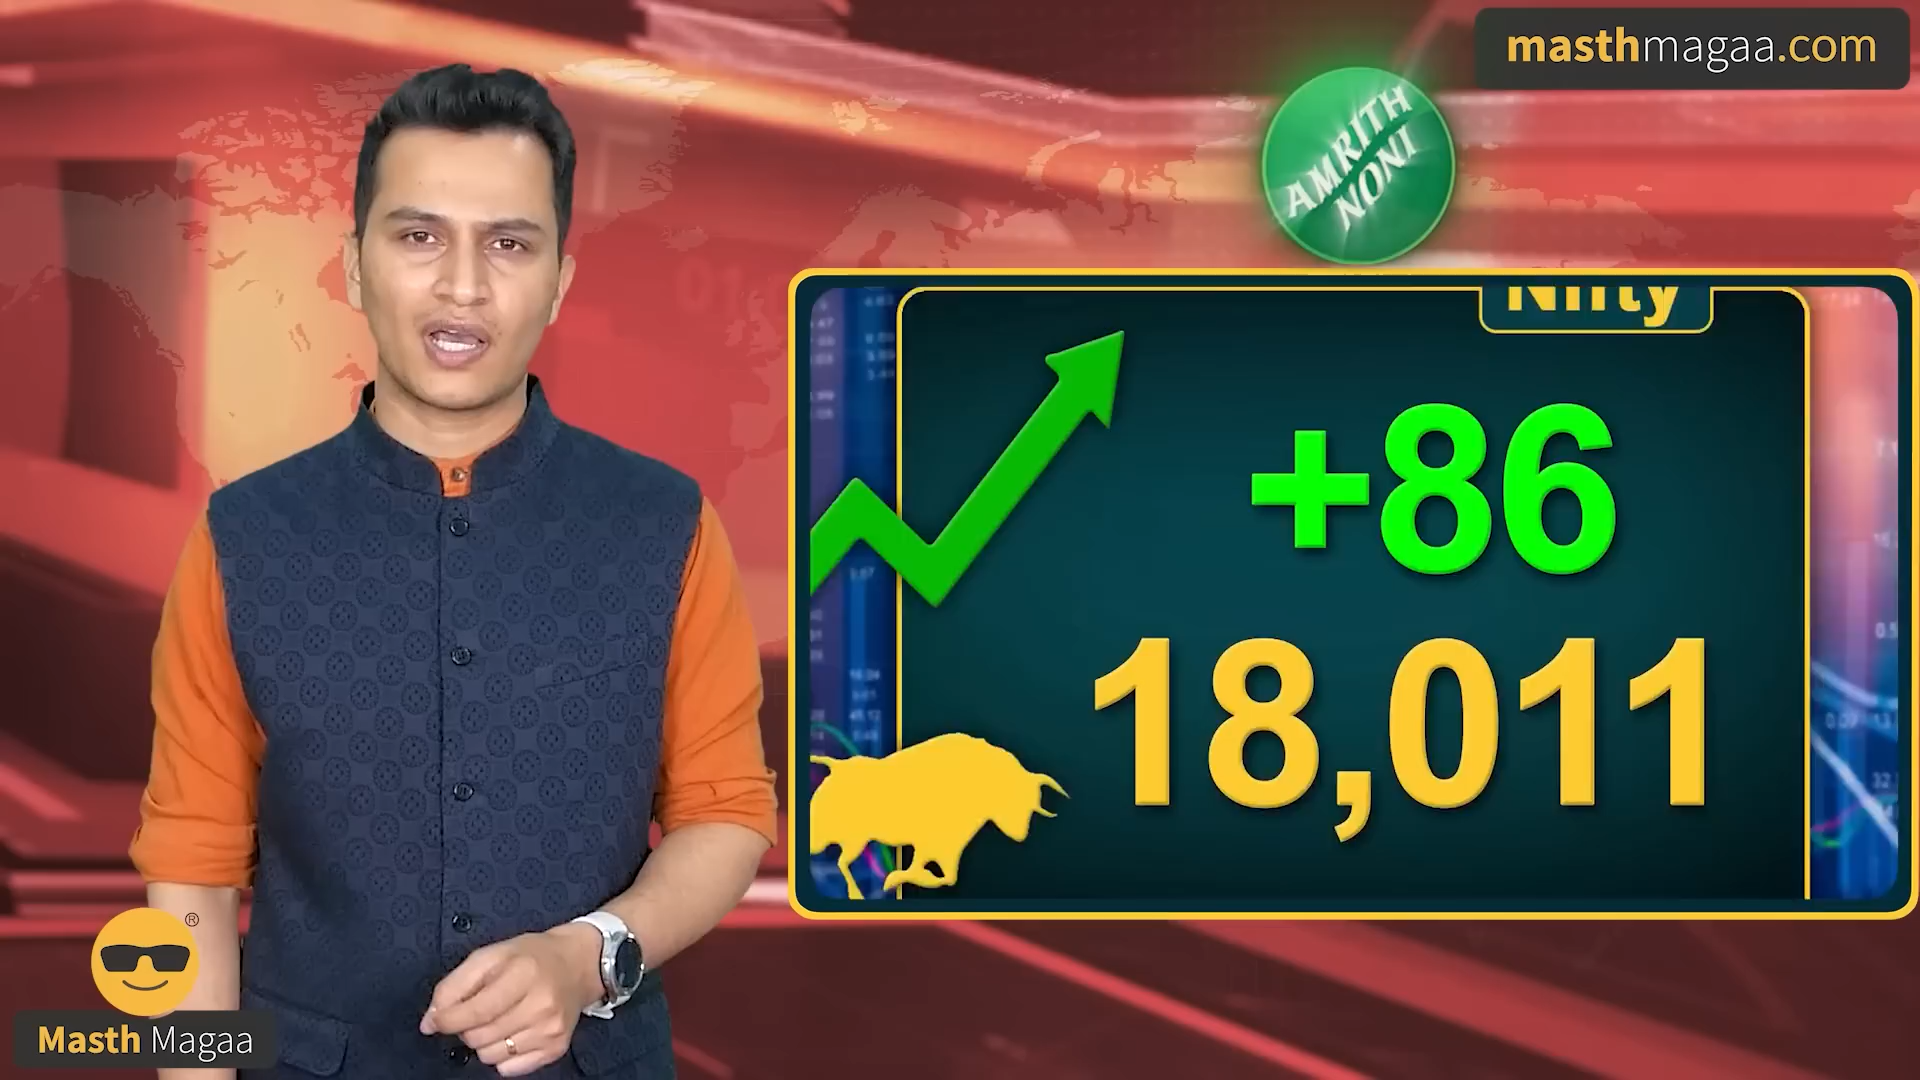 masthmagaa.com
AMRITH
NONI
Nifty
+86
18,011
®
Masth Magaa